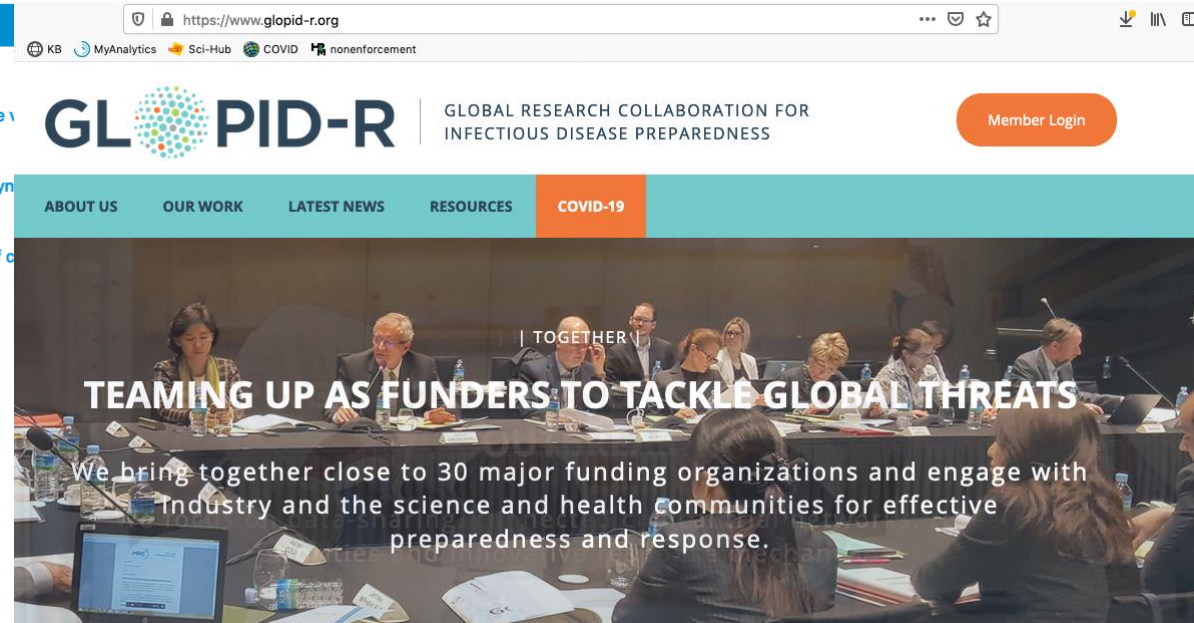 https://www.glopid-r.org
KB MyAnalytics Sci-Hub COVID nonenforcement
GLOPID-R
GLOBAL RESEARCH COLLABORATION FOR
INFECTIOUS DISEASE PREPAREDNESS
Member Login
ABOUT US OUR WORK LATEST NEWS RESOURCES COVID-19
| TOGETHER |
TEAMING UP AS FUNDERS TO TACKLE GLOBAL THREATS
We bring together close to 30 major funding organizations and engage with
Industry and the science and health communities for effective
preparedness and response.